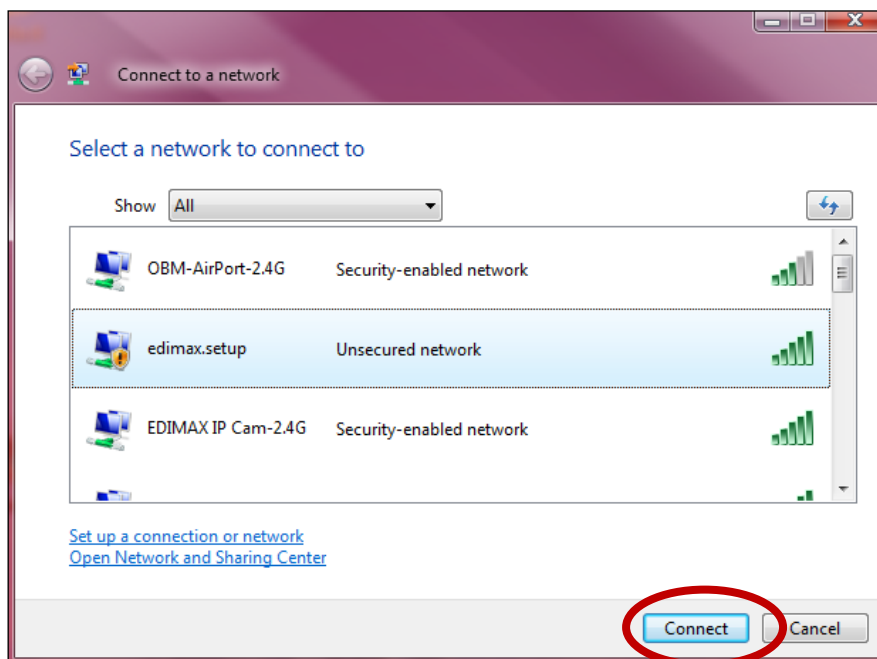 Connect to a network
Select a network to connect to
Show All
OBM-AirPort-2.4G Security-enabled network
edimax.setup Unsecured network
EDIMAX IP Cam-2.4G Security-enabled network
Set up a connection or network
Open Network and Sharing Center
Connect Cancel